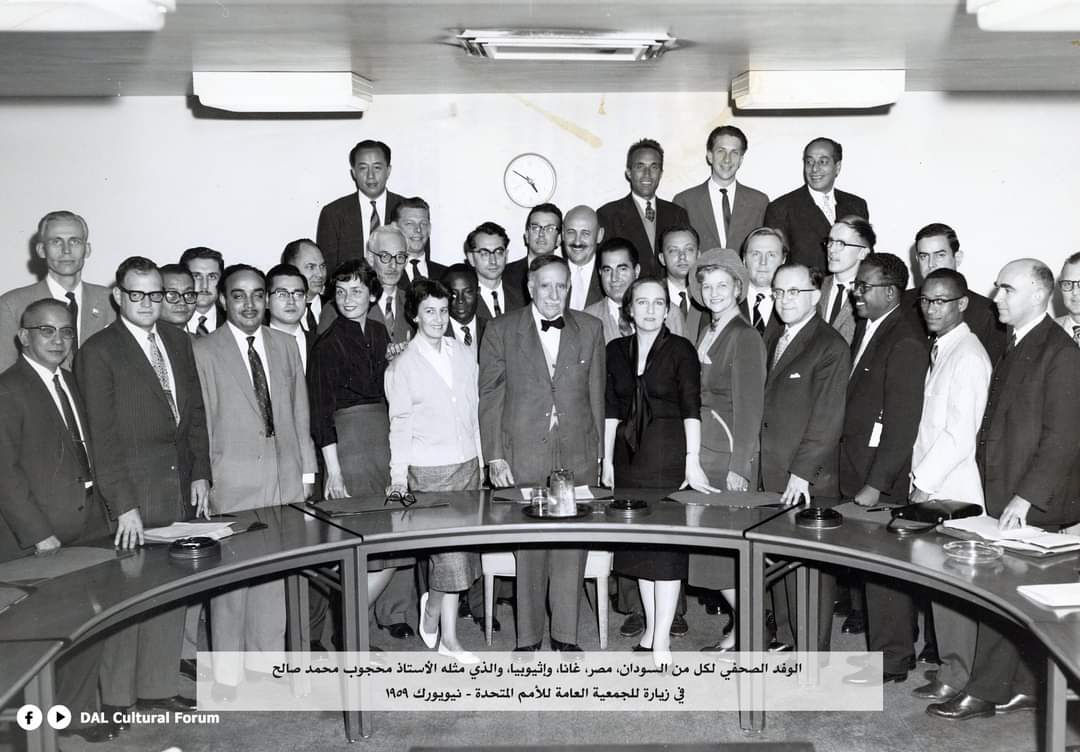 الوفد الصحفي لكل من السودان، مصر، غانا، وإثيوبيا، والذي مثله الأستاذ محجوب محمد صالح
في زيارة للجمعية العامة للأمم المتحدة - نيويورك ١٩٥٩
DAL Cultural Forum